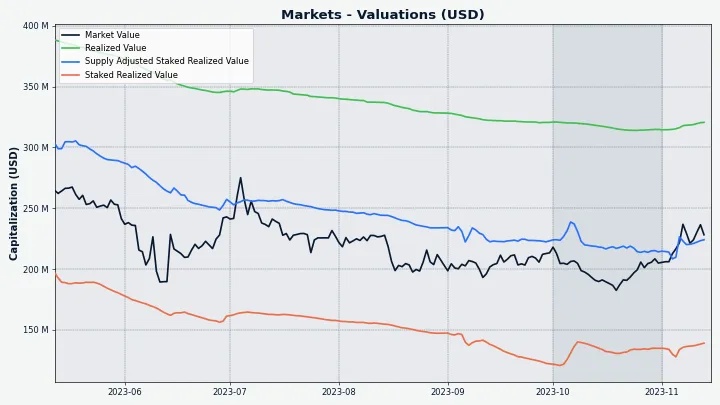 Markets - Valuations (USD)
400 M
Market Value
Realized Value
Supply Adjusted Staked Realized Value
Staked Realized Value
350 M
300 M
250 M
200 M
150 M
Capitalization (USD)
2023-06
2023-07
2023-08
2023-09
2023-10
2023-11